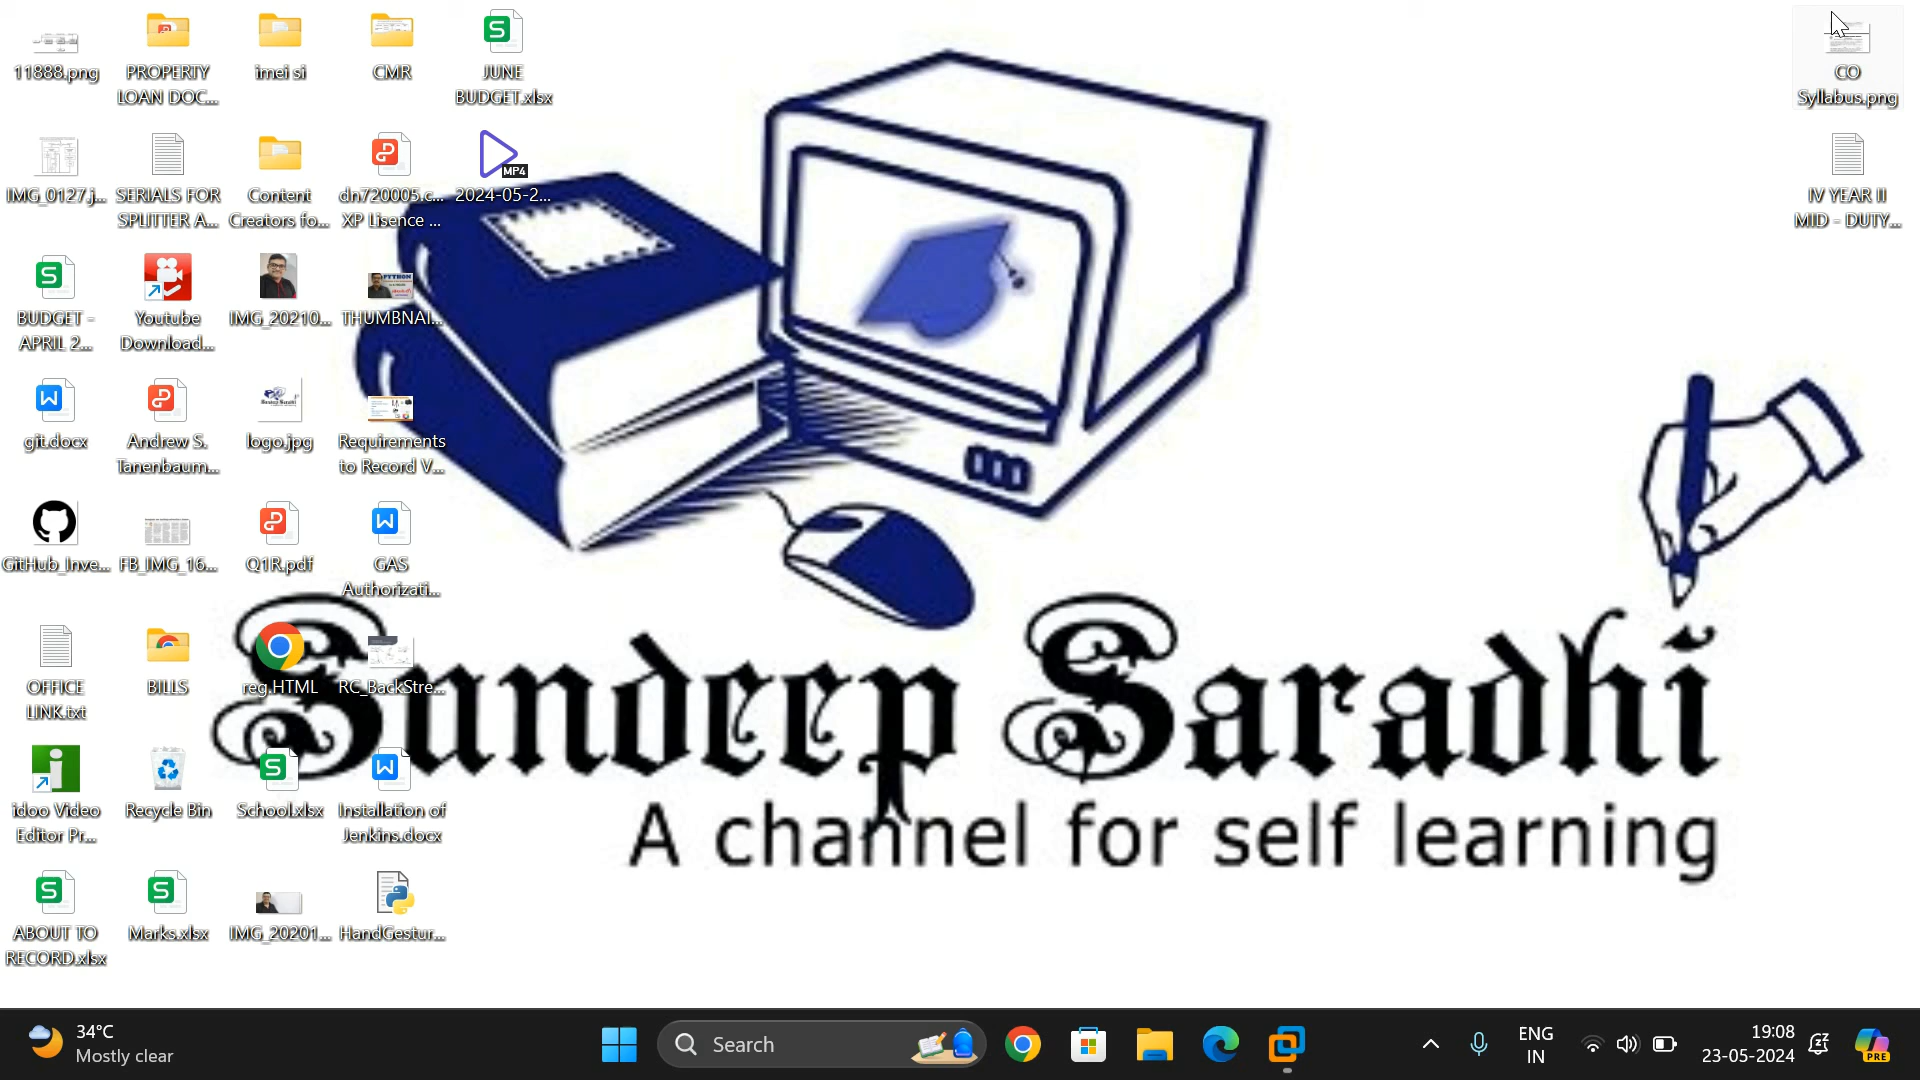 11888.png
PROPERTY
LOAN DOC...
imei si
CMR
JUNE
BUDGET.xlsx
CO
Syllabus.png
IMG_0127.j...
SERIALS FOR
SPLITTER A...
Content
Creators fo...
dn720005.c...
XP Lisence ...
MP4
2024-05-2...
IV YEAR II
MID - DUTY...
BUDGET -
APRIL 2...
Youtube
Download...
IMG_20210...
PYTHON
THUMBNAI...
git.docx
Andrew S.
Tanenbaum...
logo.jpg
Requirements
to Record V...
GitHub_Inve...
FB_IMG_16...
Q1R.pdf
GAS
Authorizati...
OFFICE
LINK.txt
BILLS
reg.HTML
RC_BackStre...
idoo Video
Editor Pr...
Recycle Bin
School.xlsx
Installation of
Jenkins.docx
ABOUT TO
RECORD.xlsx
Marks.xlsx
IMG_20201...
HandGestur...
Sundeep Saradhi
A channel for self learning
34°C
Mostly clear
Search
ENG
IN
19:08
23-05-2024
PRE